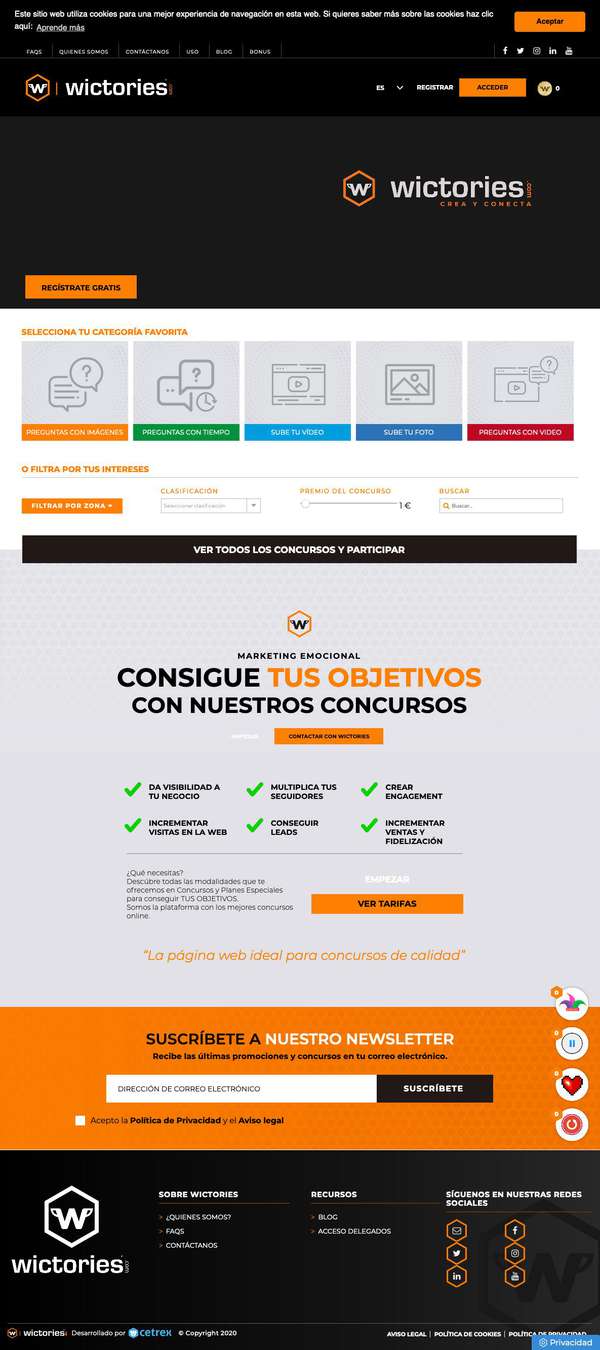 Este sitio web utiliza cookies para una mejor experiencia de navegación en esta web. Si quieres saber más sobre las cookies haz clic
aquí: Aprende más
Aceptar
FAQS
QUIENES SOMOS
CONTÁCTANOS
USO
BLOG
BONUS
wictories.com
ES
REGISTRAR
ACCEDER
0
wictories.com
CREA Y CONECTA
REGÍSTRATE GRATIS
SELECCIONA TU CATEGORÍA FAVORITA
PREGUNTAS CON IMÁGENES
PREGUNTAS CON TIEMPO
SUBE TU VÍDEO
SUBE TU FOTO
PREGUNTAS CON VIDEO
O FILTRA POR TUS INTERESES
FILTRAR POR ZONA
CLASIFICACIÓN
Seleccionar clasificación
PREMIO DEL CONCURSO
1 €
BUSCAR
Buscar...
VER TODOS LOS CONCURSOS Y PARTICIPAR
MARKETING EMOCIONAL
CONSIGUE TUS OBJETIVOS
CON NUESTROS CONCURSOS
EMPEZAR
CONTACTAR CON WICTORIES
DA VISIBILIDAD A
TU NEGOCIO
MULTIPLICA TUS
SEGUIDORES
CREAR
ENGAGEMENT
INCREMENTAR
VISITAS EN LA WEB
CONSEGUIR
LEADS
INCREMENTAR
VENTAS Y
FIDELIZACIÓN
¿Qué necesitas?
Descúbre todas las modalidades que te
ofrecemos en Concursos y Planes Especiales
para conseguir TUS OBJETIVOS.
Somos la plataforma con los mejores concursos
online.
EMPEZAR
VER TARIFAS
“La página web ideal para concursos de calidad”
0
0
0
0
SUSCRÍBETE A NUESTRO NEWSLETTER
Recibe las últimas promociones y concursos en tu correo electrónico.
DIRECCIÓN DE CORREO ELECTRÓNICO
SUSCRÍBETE
Acepto la Política de Privacidad y el Aviso legal
wictories.com
SOBRE WICTORIES
> ¿QUIENES SOMOS?
> FAQS
> CONTÁCTANOS
RECURSOS
> BLOG
> ACCESO DELEGADOS
SÍGUENOS EN NUESTRAS REDES
SOCIALES
wictories Desarrollado por cetrex © Copyright 2020
AVISO LEGAL | POLÍTICA DE COOKIES | POLÍTICA DE PRIVACIDAD
Privacidad